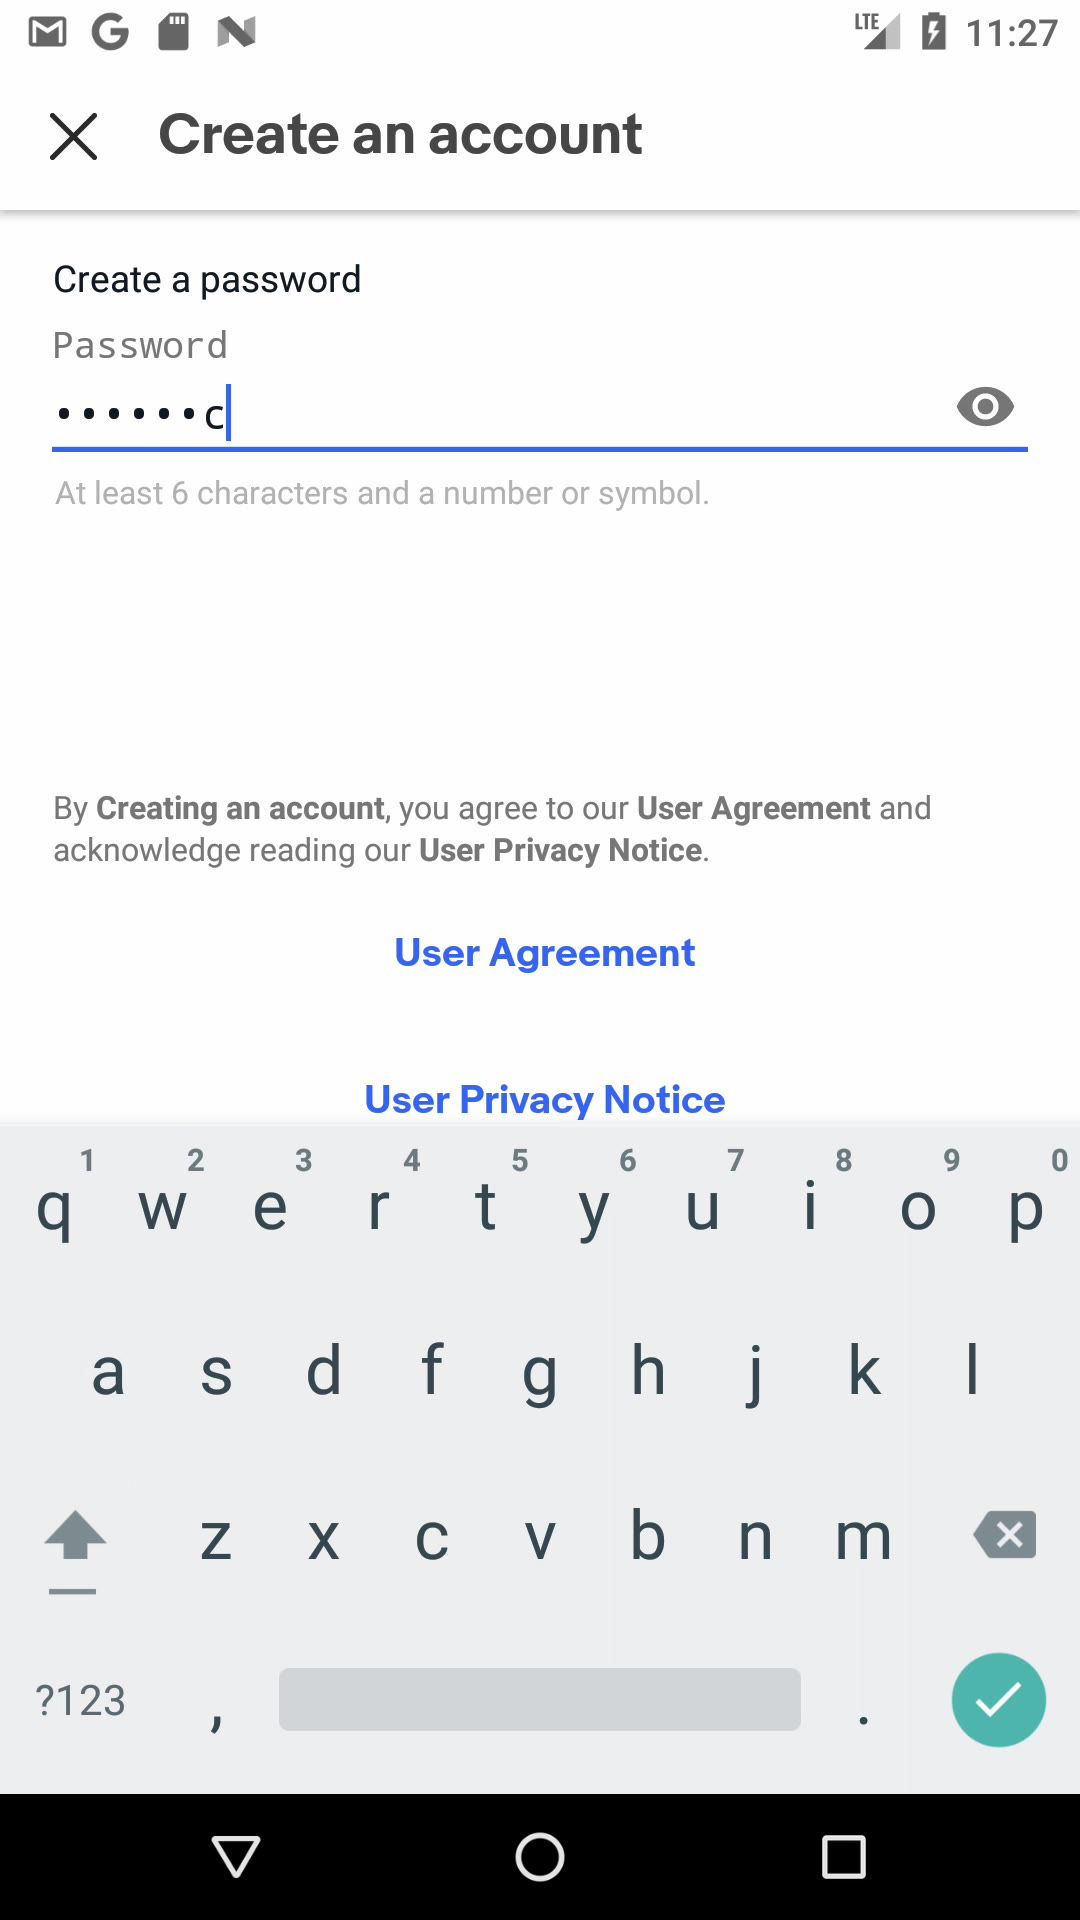 LTE 11:27
Create an account
Create a password
Password
••••••c
At least 6 characters and a number or symbol.
By Creating an account, you agree to our User Agreement and
acknowledge reading our User Privacy Notice.
User Agreement
User Privacy Notice
1 2 3 4 5 6 7 8 9 0
q w e r t y u i o p
a s d f g h j k l
z x c v b n m
?123 , .